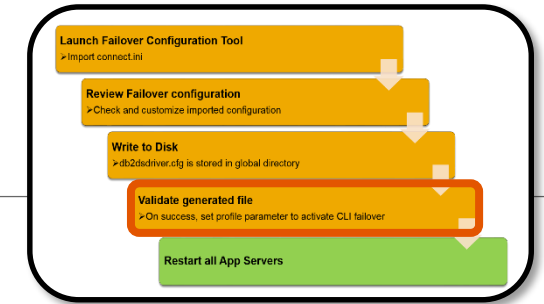 Launch Failover Configuration Tool
➢Import connect.ini
Review Failover configuration
➢Check and customize imported configuration
Write to Disk
➢db2dsdriver.cfg is stored in global directory
Validate generated file
➢On success, set profile parameter to activate CLI failover
Restart all App Servers